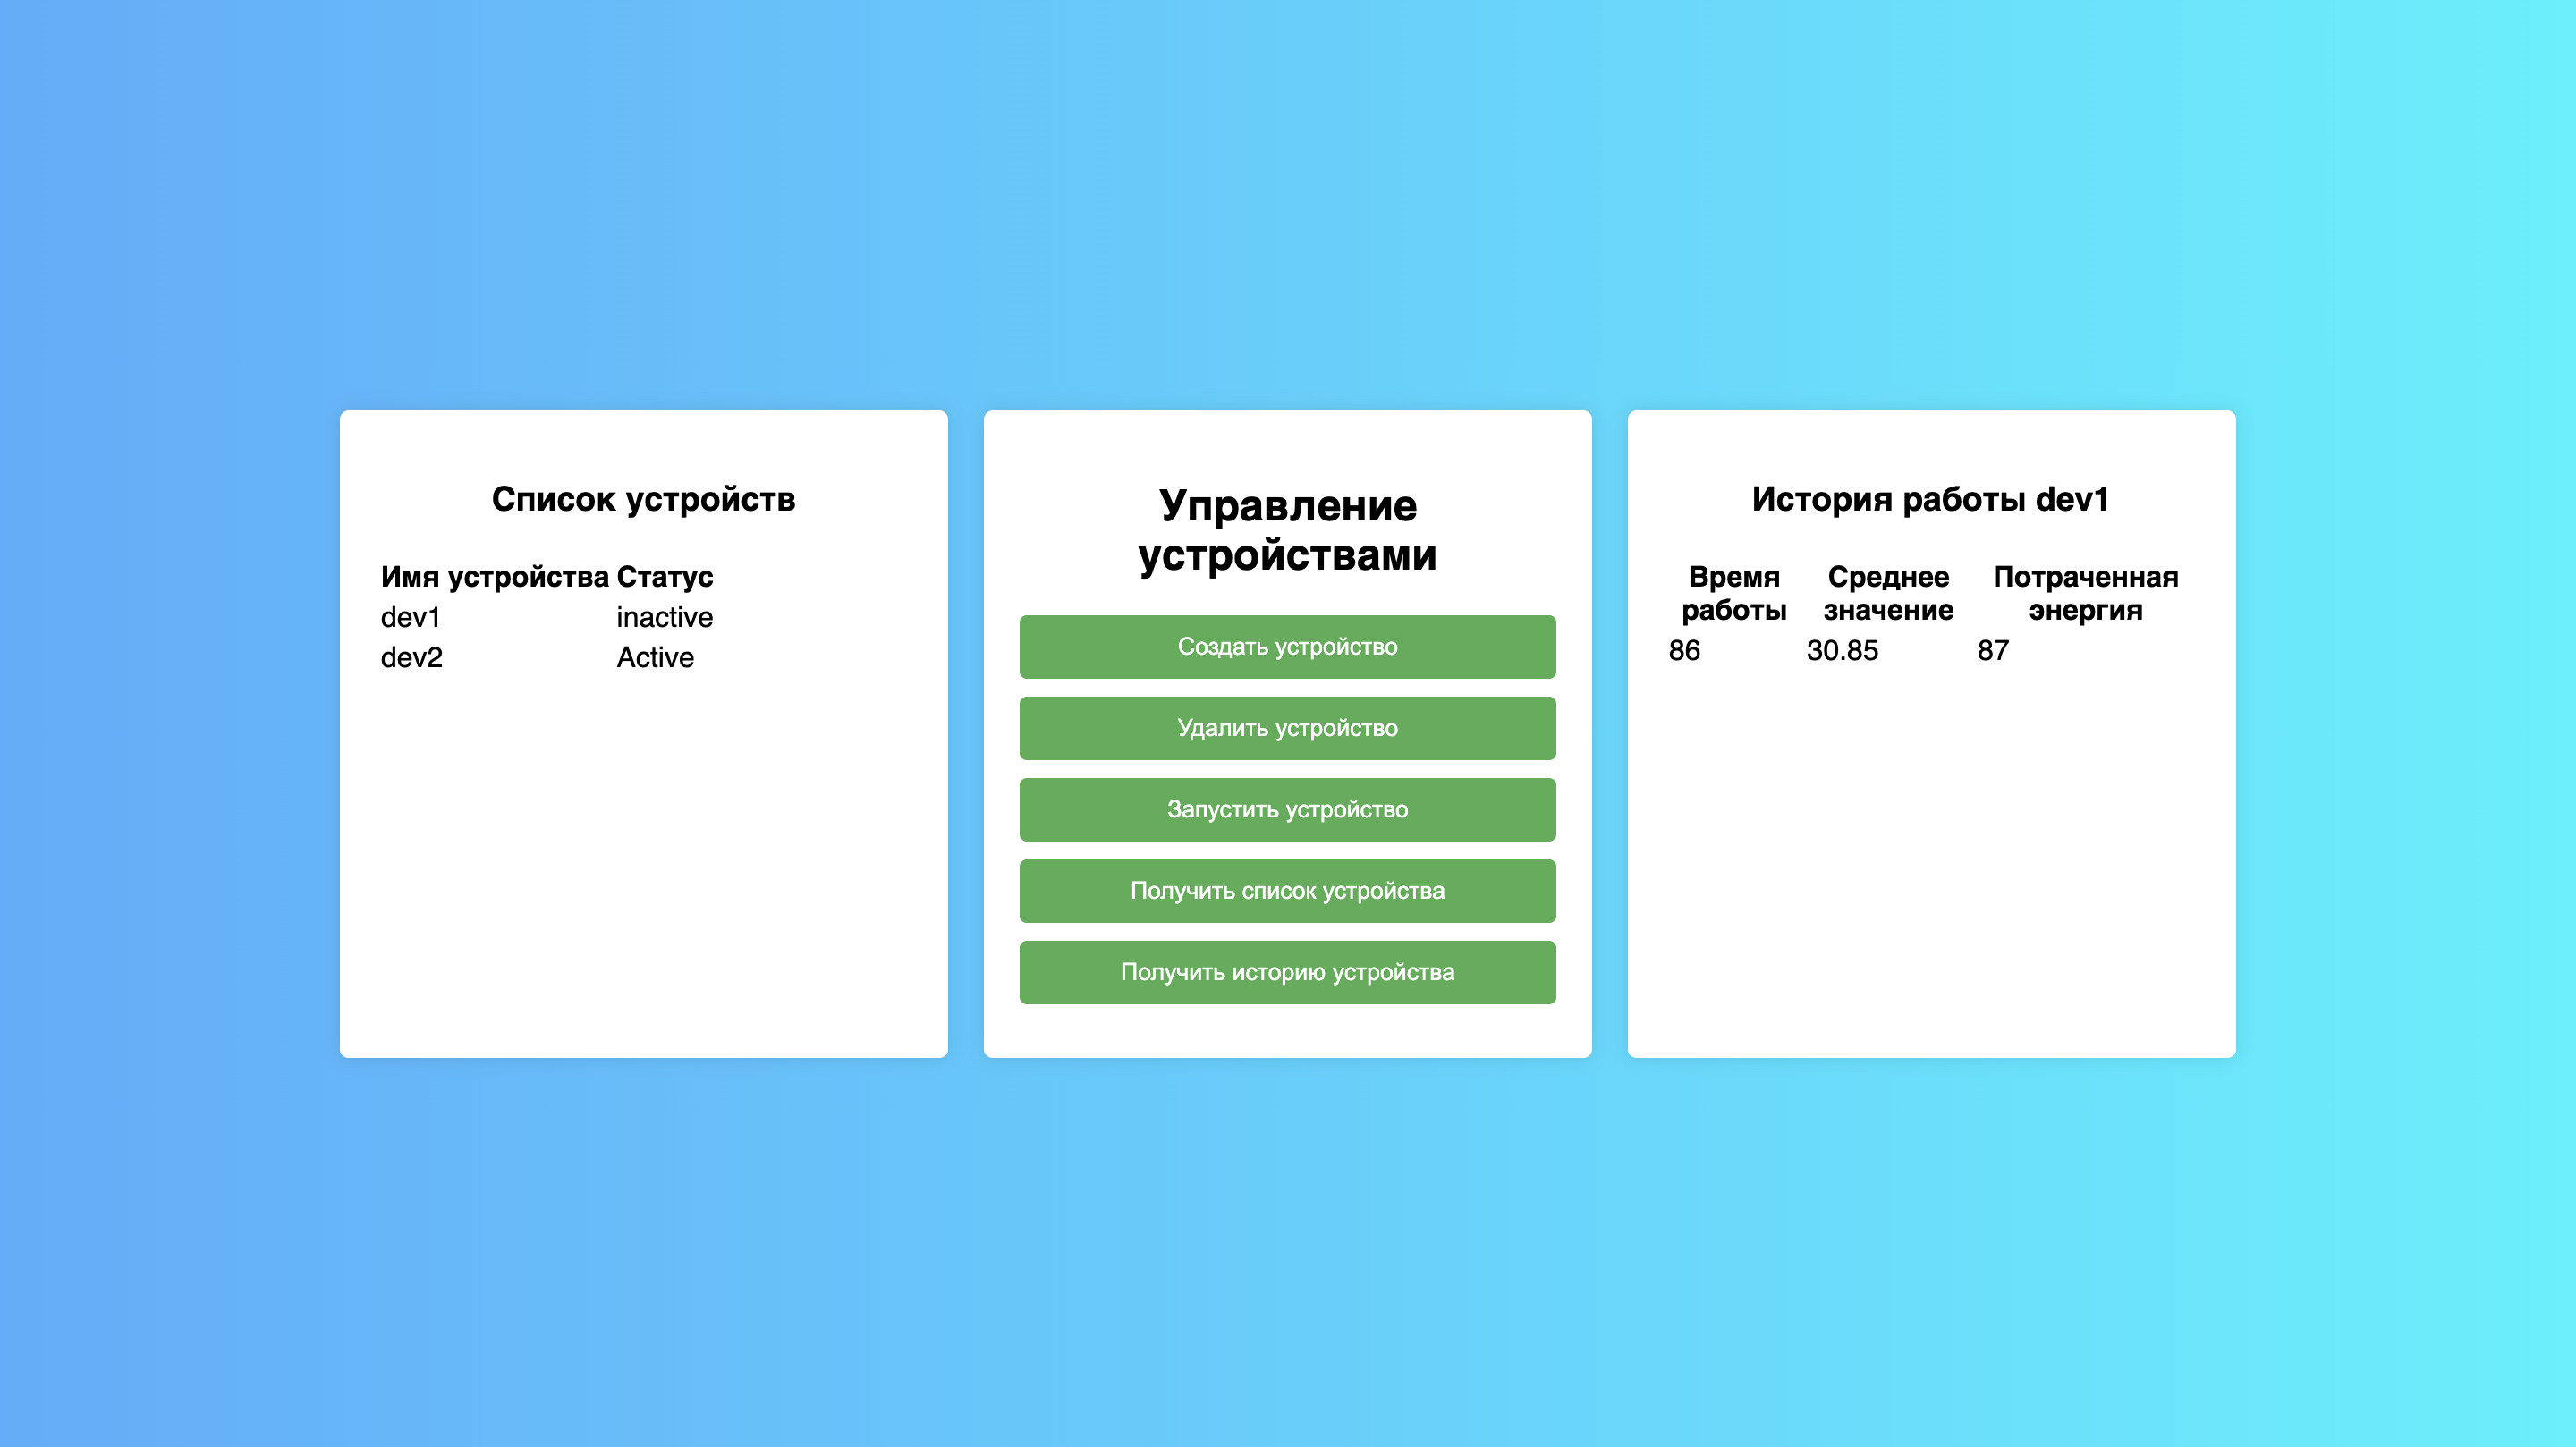 Список устройств
Имя устройства Статус
dev1 inactive
dev2 Active
Управление
устройствами
Создать устройство
Удалить устройство
Запустить устройство
Получить список устройства
Получить историю устройства
История работы dev1
Время работы Среднее значение Потраченная энергия
86 30.85 87